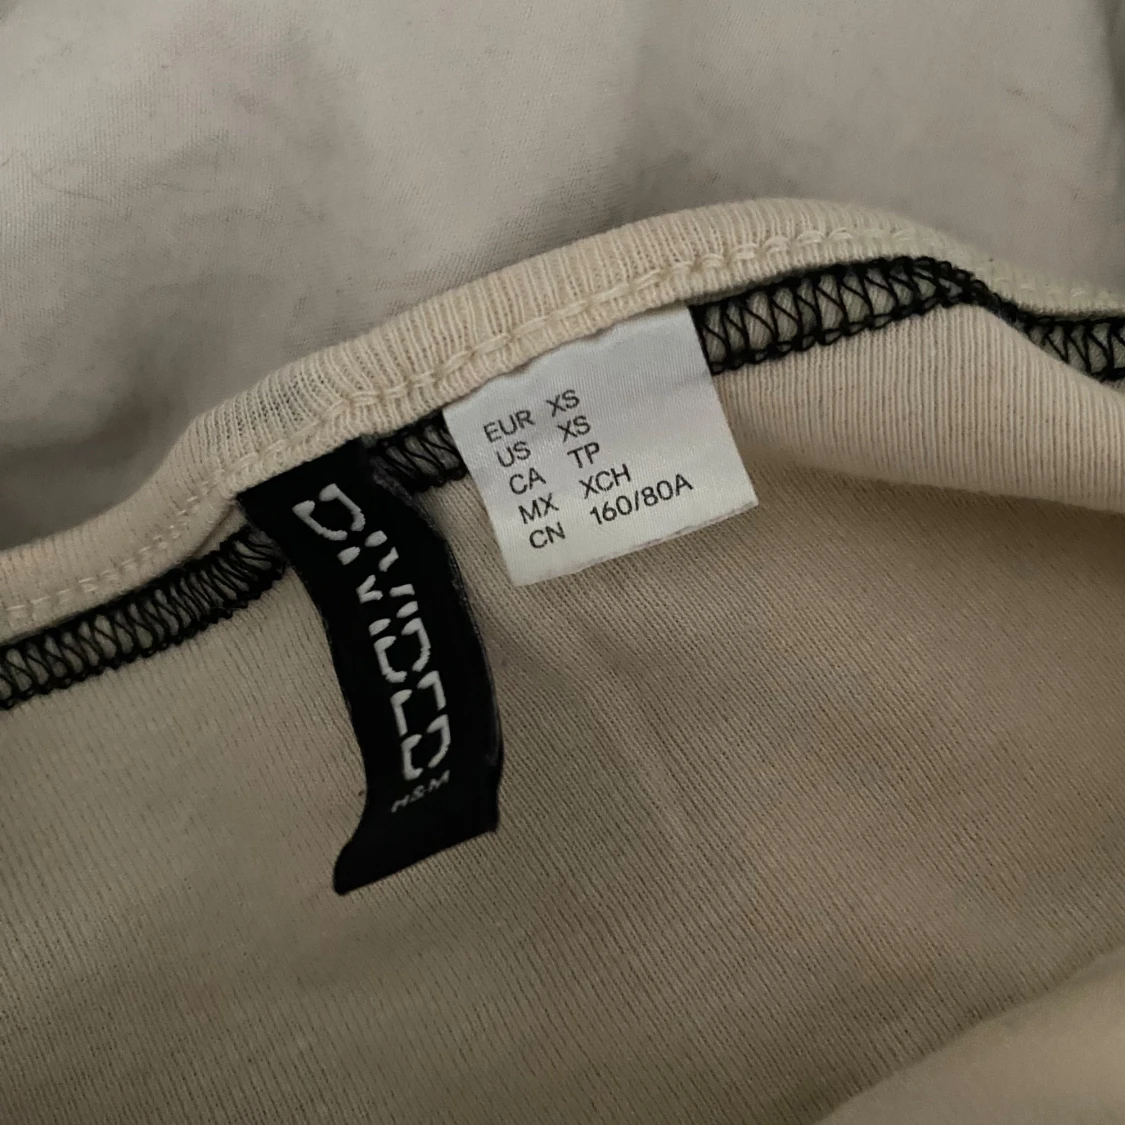 EUR XS
US XS
CA TP
MX XCH
CN 160/80A
DIVIDED
H&M